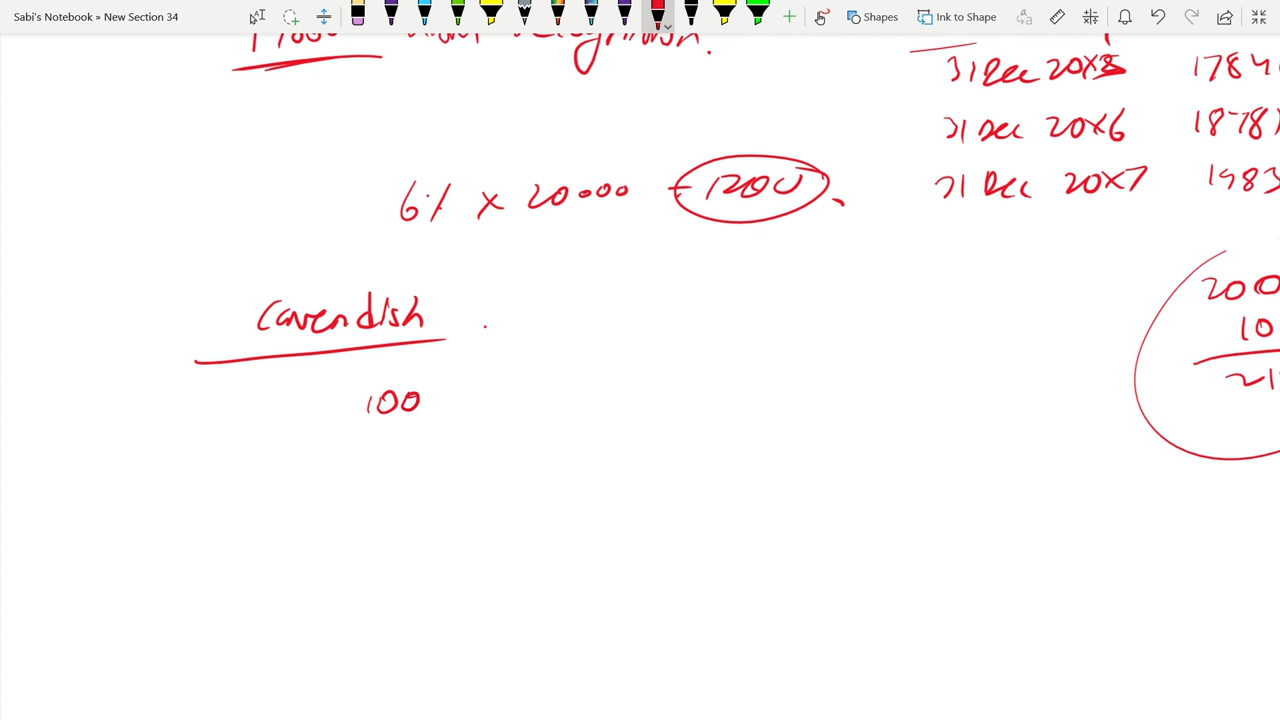 Sabi's Notebook » New Section 34
Shapes
Ink to Shape
31 Dec 20X5 1784
31 Dec 20X6 1878
31 Dec 20X7 1983
6% × 20000 = 1200
200
10
21
Cavendish
100